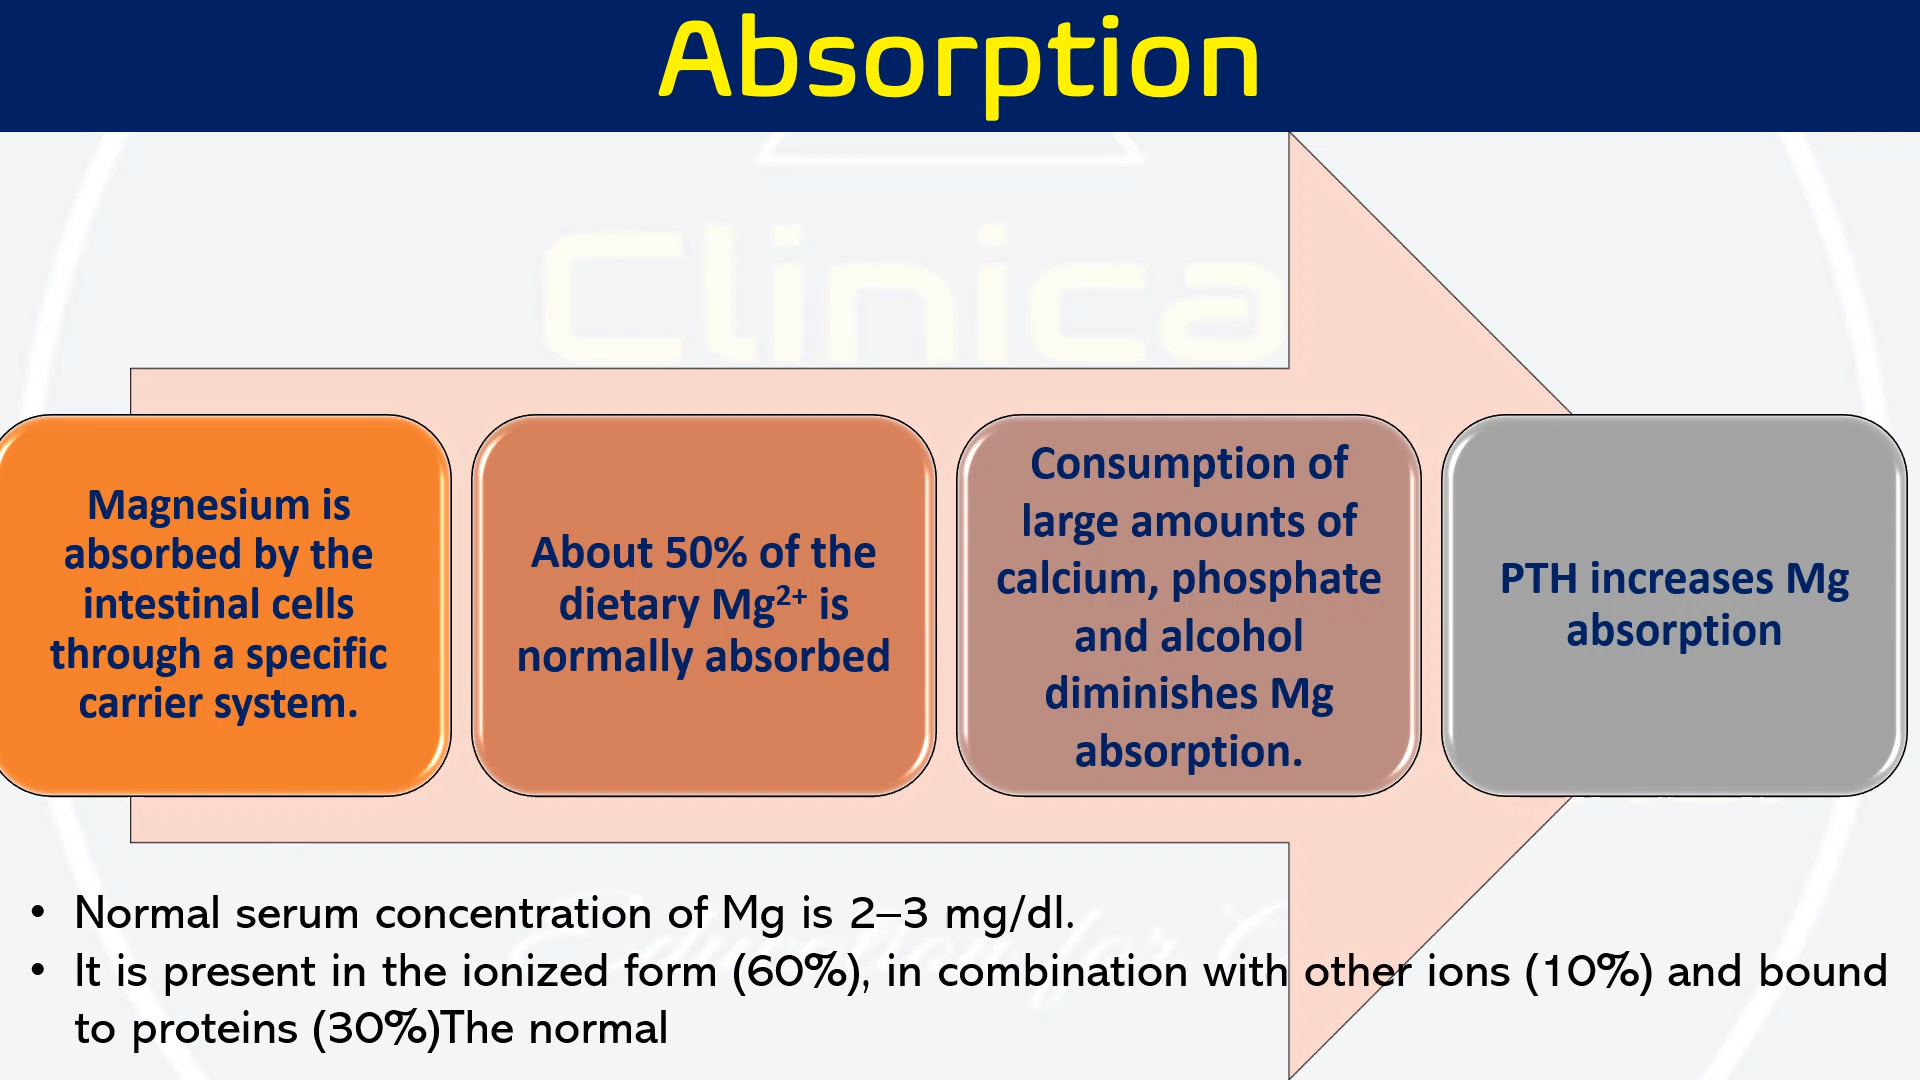 Absorption
Clinica
Magnesium is
absorbed by the
intestinal cells
through a specific
carrier system.
About 50% of the
dietary Mg²⁺ is
normally absorbed
Consumption of
large amounts of
calcium, phosphate
and alcohol
diminishes Mg
absorption.
PTH increases Mg
absorption
• Normal serum concentration of Mg is 2–3 mg/dl.
• It is present in the ionized form (60%), in combination with other ions (10%) and bound
to proteins (30%)The normal